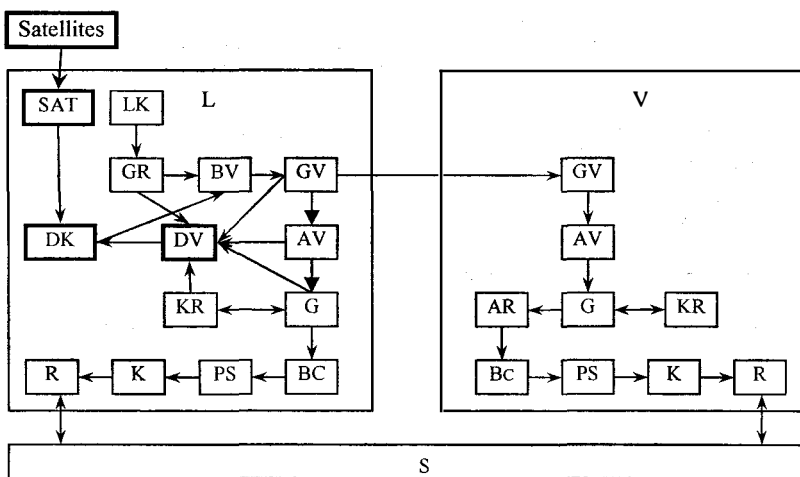 Satellites
L
V
SAT
LK
GR
BV
GV
GV
DK
DV
AV
AV
KR
G
AR
G
KR
R
K
PS
BC
Bc
PS
K
R
S